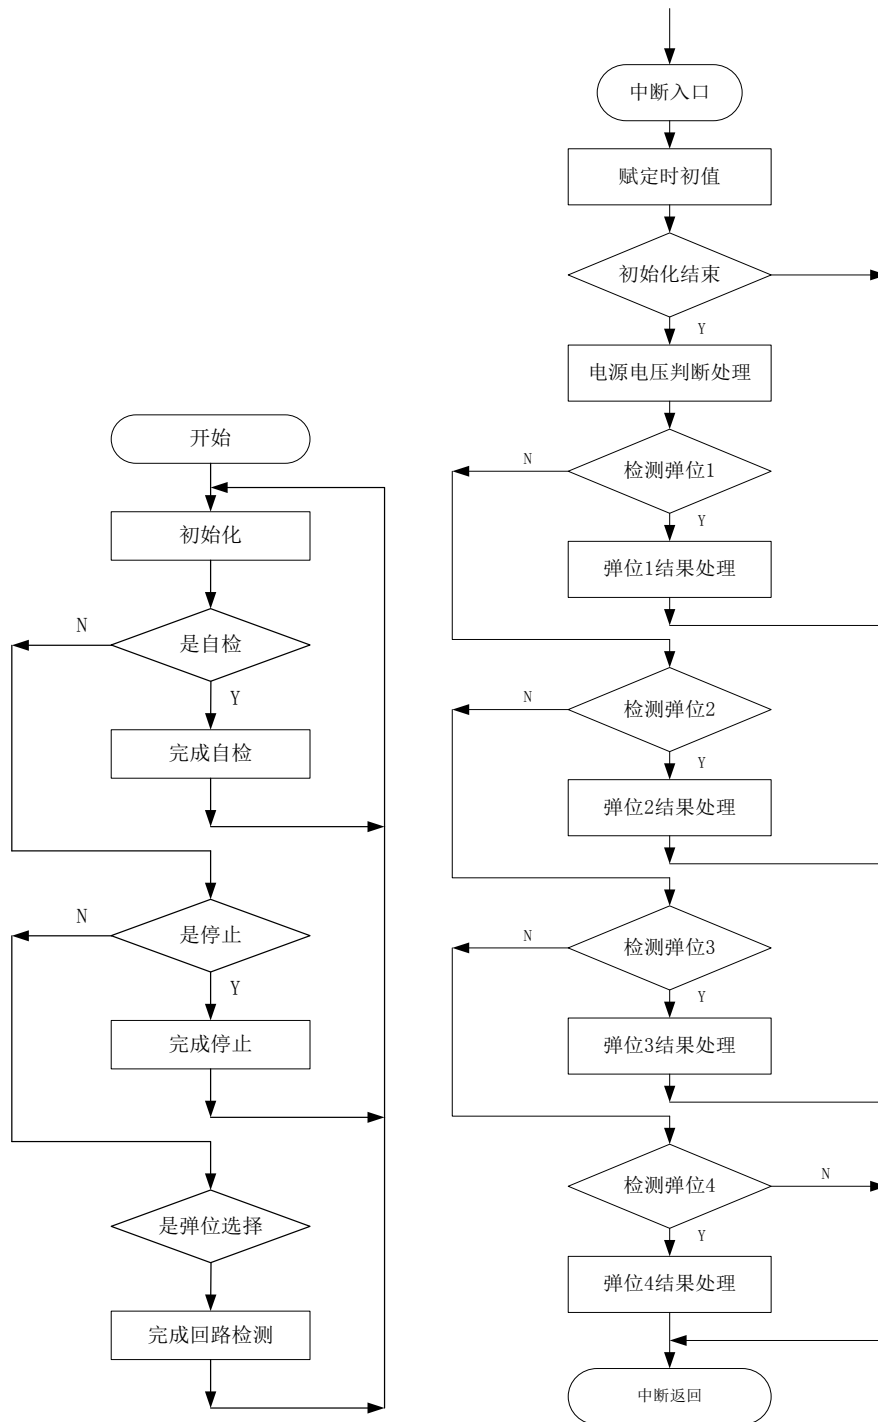 开始
初始化
是自检
N
Y
完成自检
是停止
N
Y
完成停止
是弹位选择
完成回路检测
中断入口
赋定时初值
初始化结束
Y
电源电压判断处理
检测弹位1
N
Y
弹位1结果处理
检测弹位2
N
Y
弹位2结果处理
检测弹位3
N
Y
弹位3结果处理
检测弹位4
N
Y
弹位4结果处理
中断返回